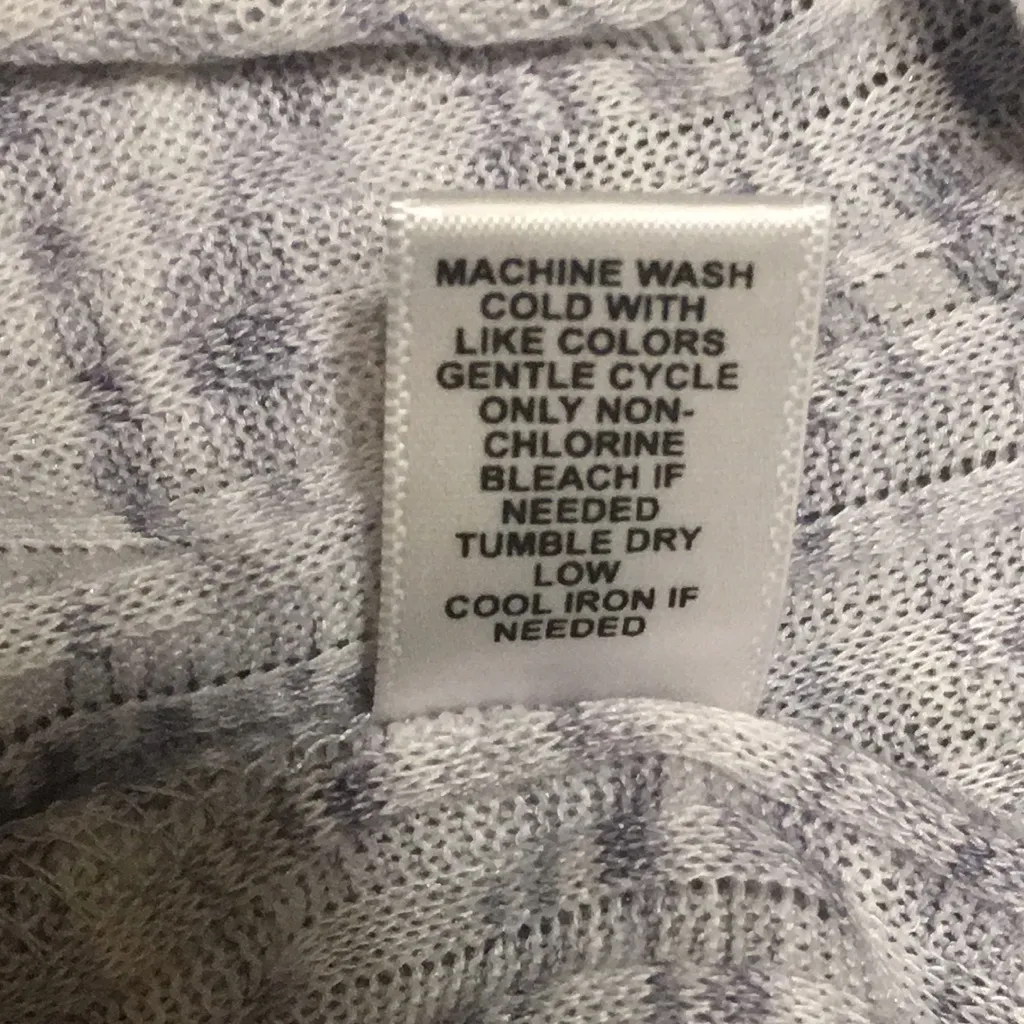 MACHINE WASH
COLD WITH
LIKE COLORS
GENTLE CYCLE
ONLY NON-
CHLORINE
BLEACH IF
NEEDED
TUMBLE DRY
LOW
COOL IRON IF
NEEDED